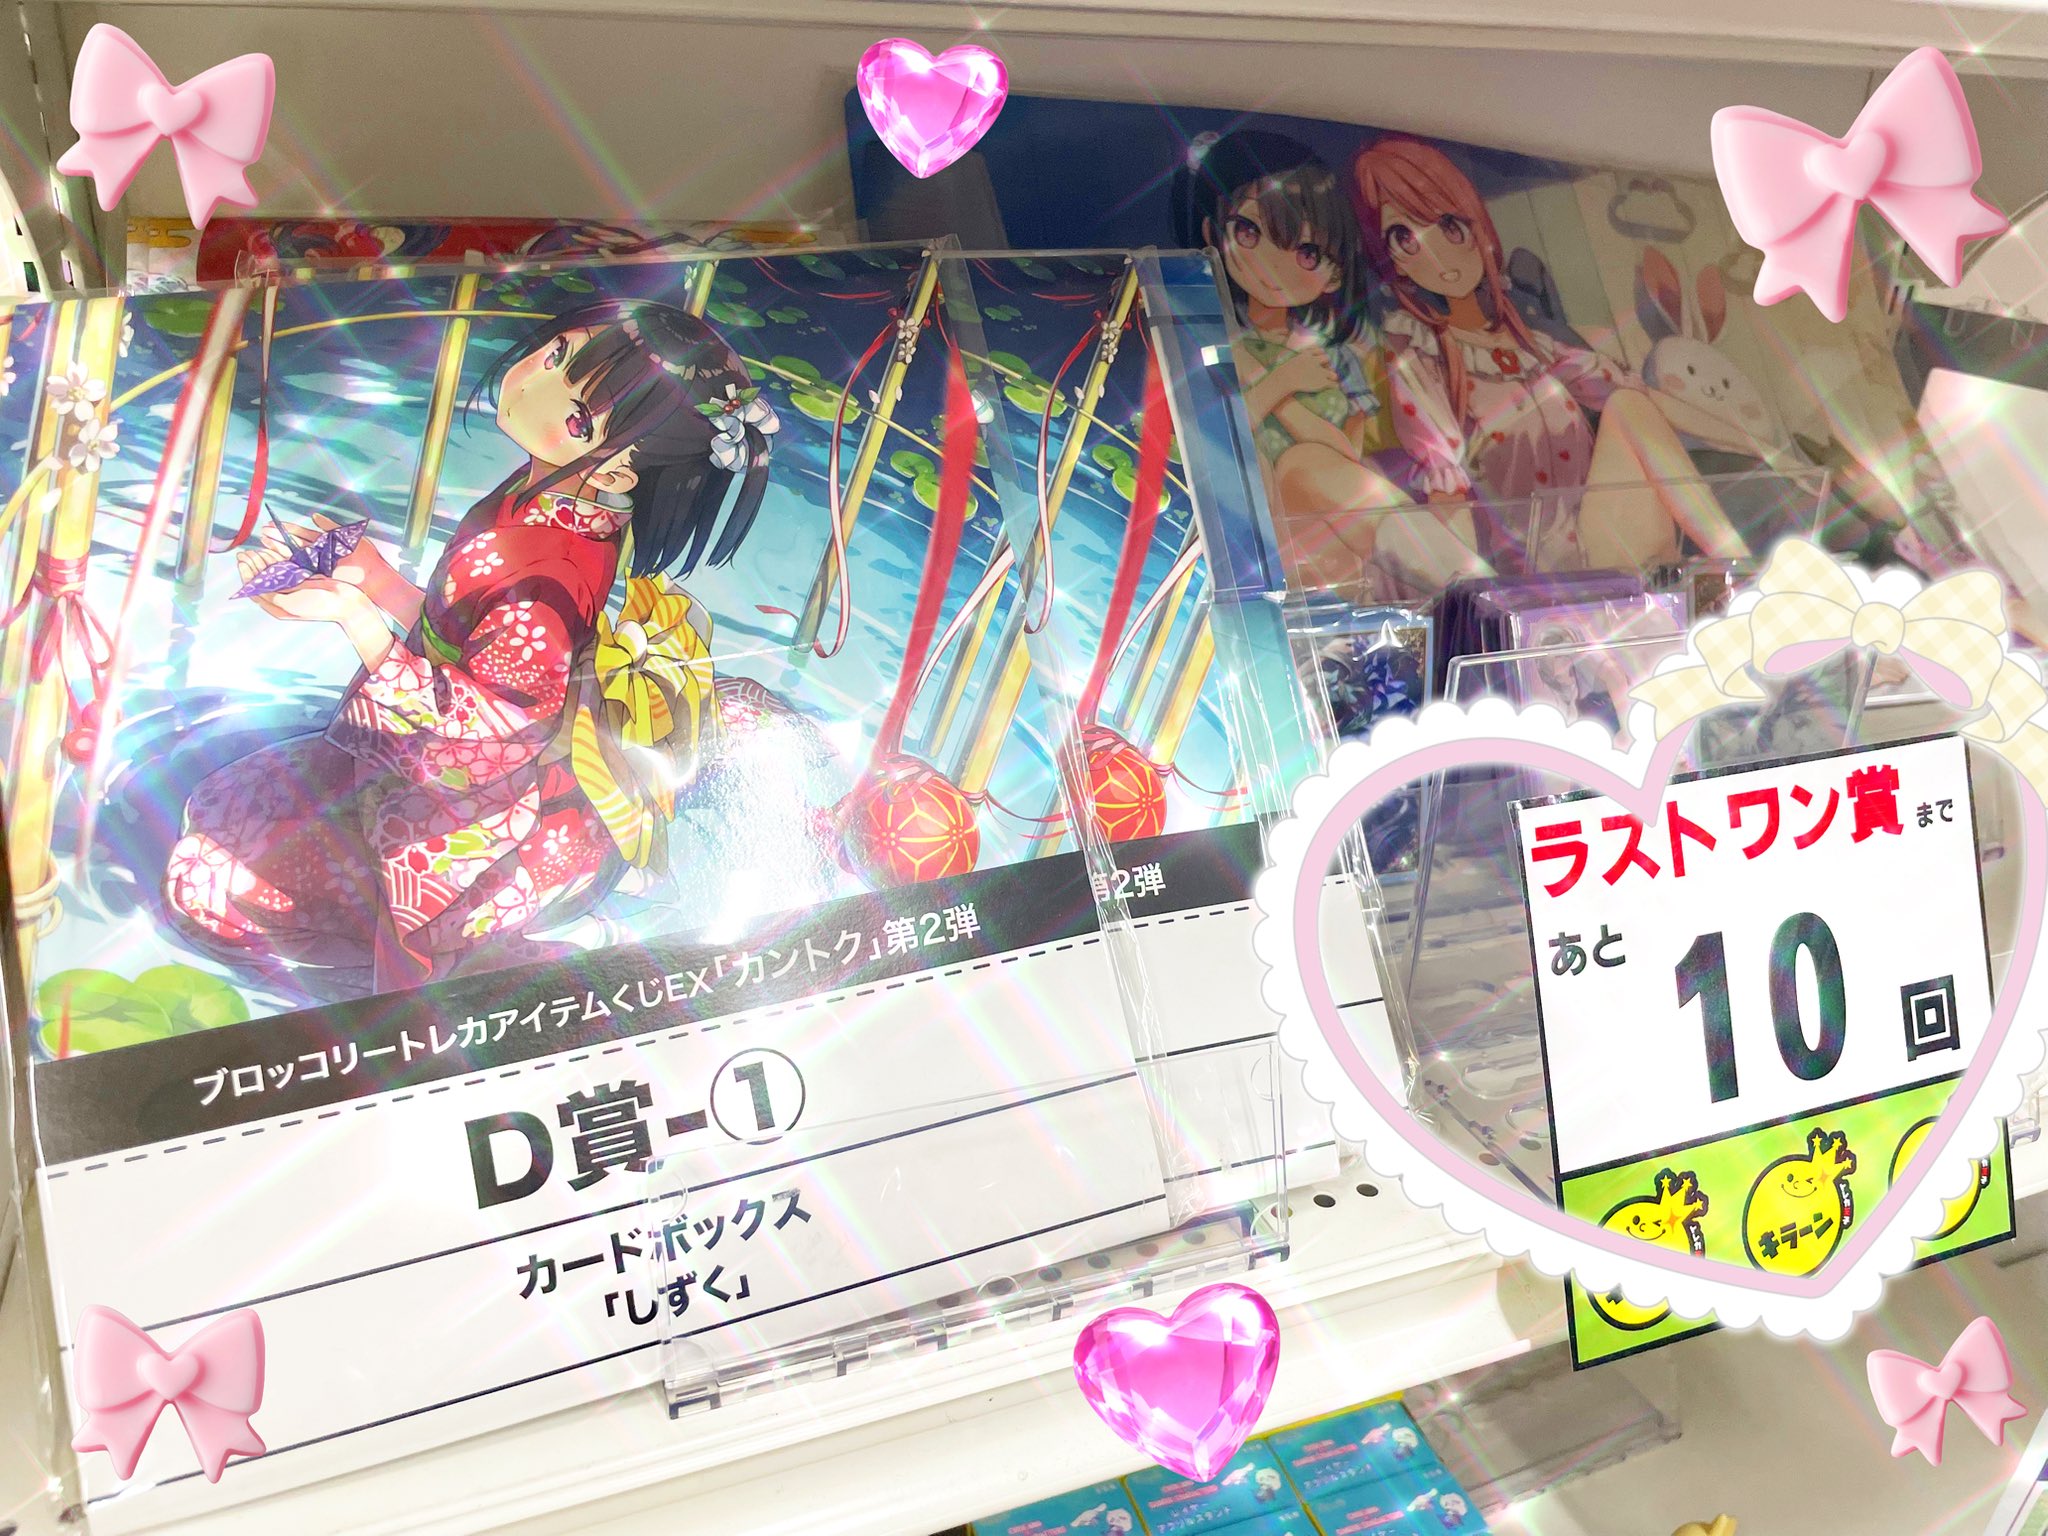 ブロッコリートレカアイテムくじEX「カントク」第2弾
D賞-①
カードボックス
「しずく」
第2弾
ラストワン賞まで
あと
10
回
キラーン